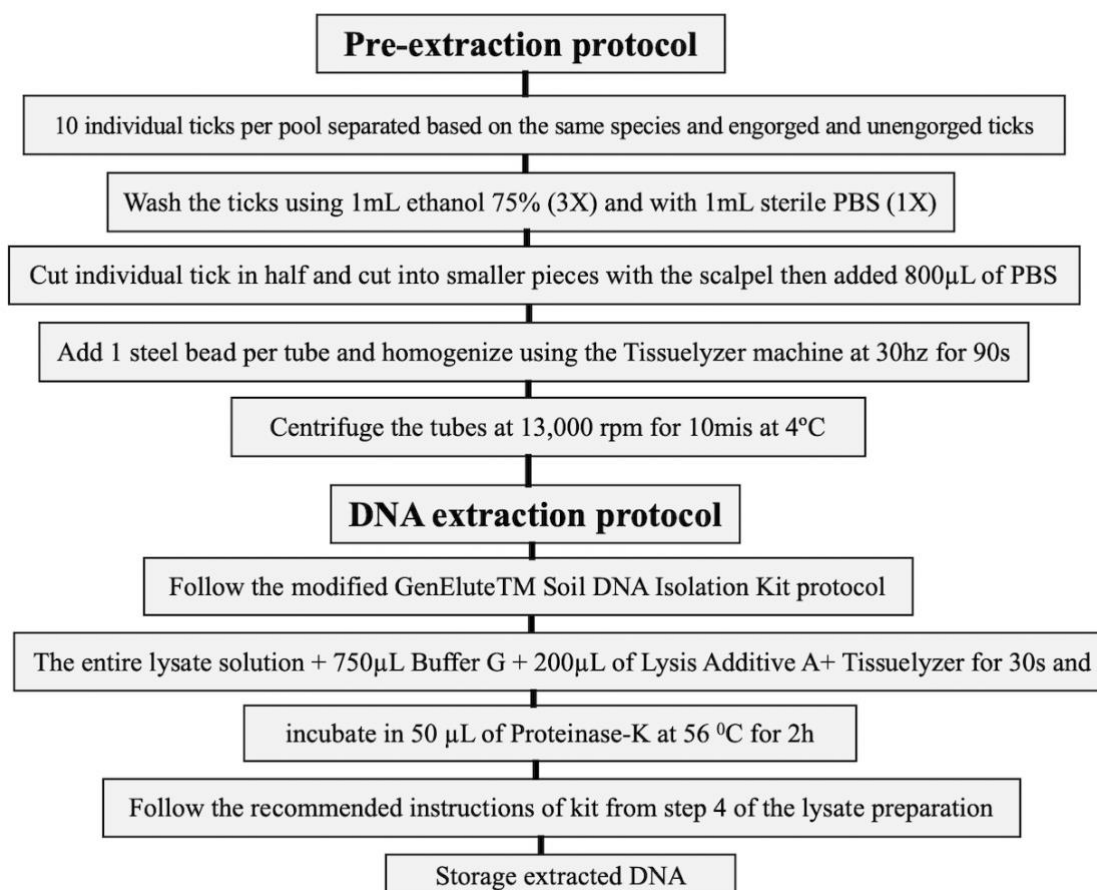 Pre-extraction protocol
10 individual ticks per pool separated based on the same species and engorged and unengorged ticks
Wash the ticks using 1mL ethanol 75% (3X) and with 1mL sterile PBS (1X)
Cut individual tick in half and cut into smaller pieces with the scalpel then added 800µL of PBS
Add 1 steel bead per tube and homogenize using the Tissuelyzer machine at 30hz for 90s
Centrifuge the tubes at 13,000 rpm for 10mis at 4ºC
DNA extraction protocol
Follow the modified GenEluteTM Soil DNA Isolation Kit protocol
The entire lysate solution + 750µL Buffer G + 200µL of Lysis Additive A+ Tissuelyzer for 30s and
incubate in 50 µL of Proteinase-K at 56 ⁰C for 2h
Follow the recommended instructions of kit from step 4 of the lysate preparation
Storage extracted DNA